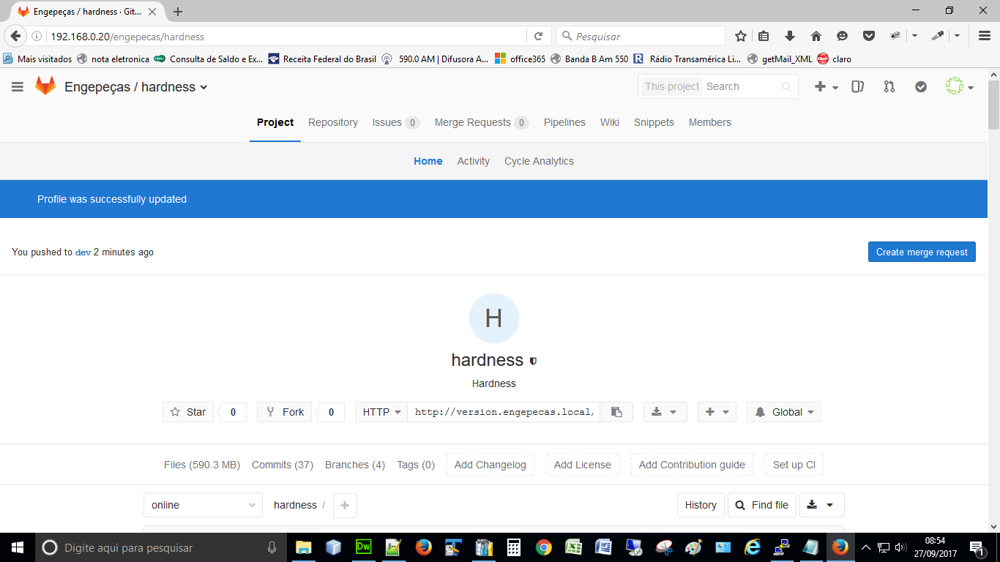 Engepeças / hardness · Git...
192.168.0.20/engepecas/hardness
Pesquisar
Mais visitados
nota eletronica
Consulta de Saldo e Ex...
Receita Federal do Brasil
590.0 AM | Difusora A...
office365
Banda B Am 550
Rádio Transamérica Li...
getMail_XML
claro
Engepeças / hardness
This project
Search
Project
Repository
Issues 0
Merge Requests 0
Pipelines
Wiki
Snippets
Members
Home
Activity
Cycle Analytics
Profile was successfully updated
You pushed to dev 2 minutes ago
Create merge request
H
hardness
Hardness
Star
0
Fork
0
HTTP
http://version.engepecas.local/
Global
Files (590.3 MB)
Commits (37)
Branches (4)
Tags (0)
Add Changelog
Add License
Add Contribution guide
Set up CI
online
hardness /
History
Find file
Digite aqui para pesquisar
08:54
27/09/2017
1